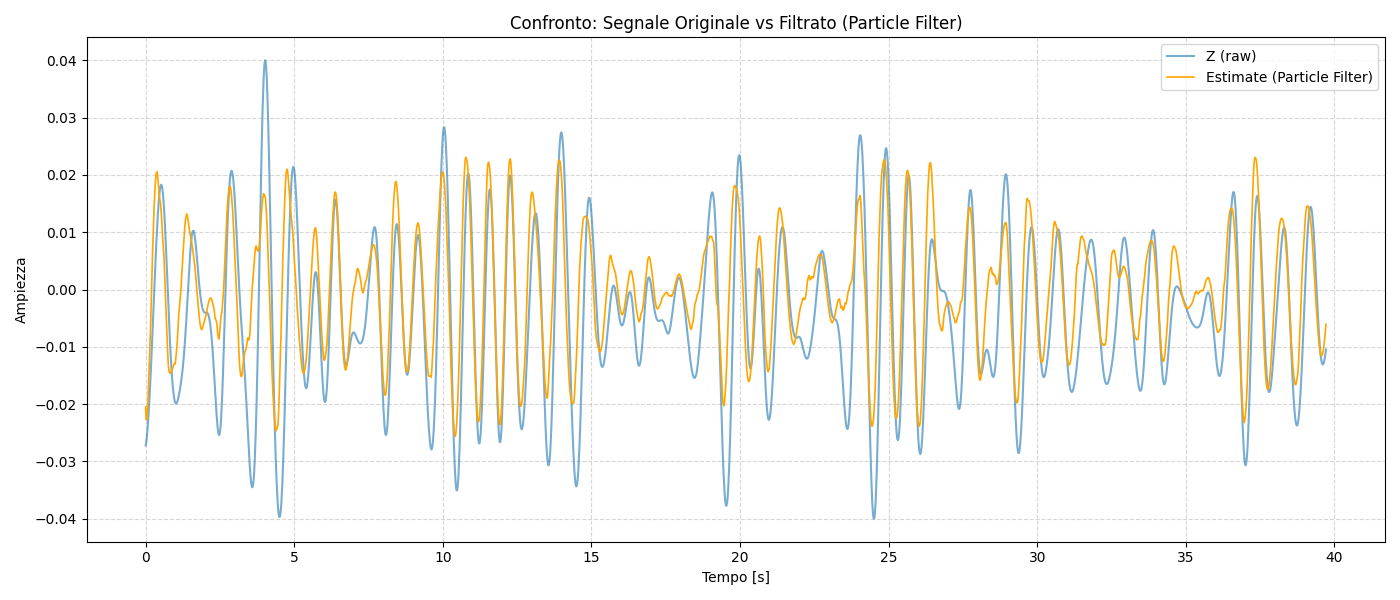 Confronto: Segnale Originale vs Filtrato (Particle Filter)
Z (raw)
Estimate (Particle Filter)
Ampiezza
0.04
0.03
0.02
0.01
0.00
−0.01
−0.02
−0.03
−0.04
0 5 10 15 20 25 30 35 40
Tempo [s]